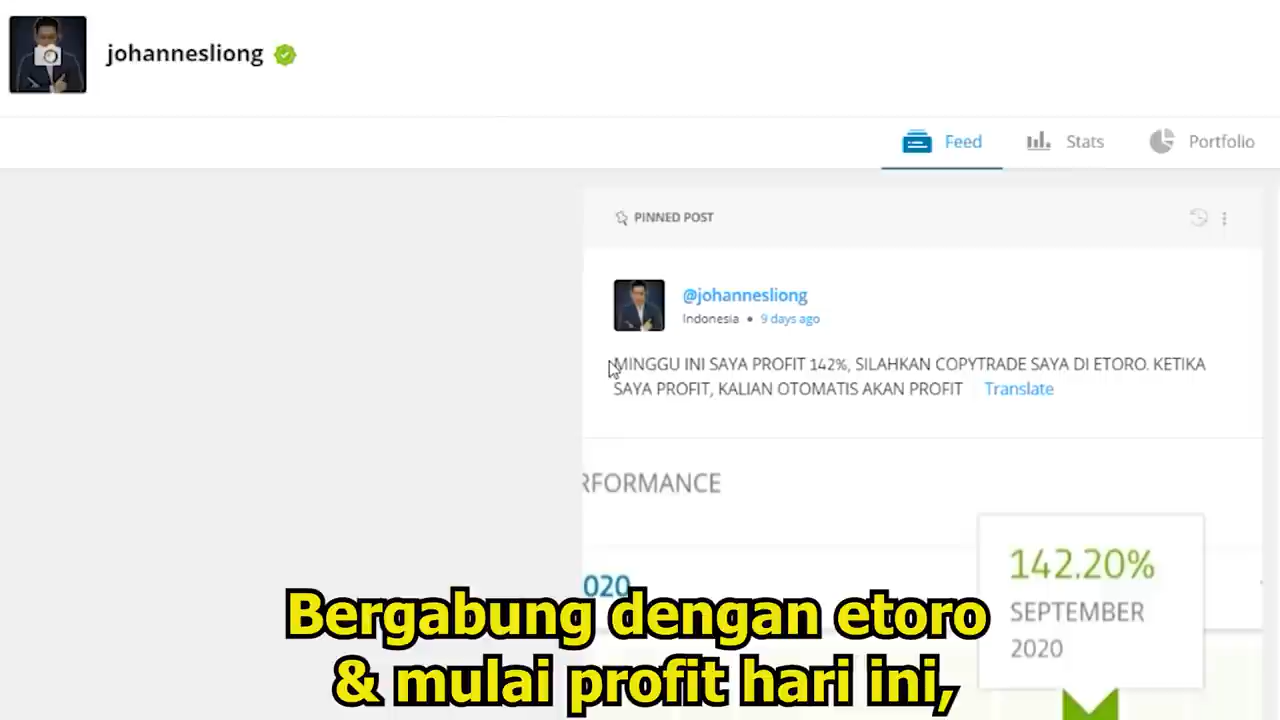 johannesliong
Feed
Stats
Portfolio
PINNED POST
@johannesliong
Indonesia • 9 days ago
MINGGU INI SAYA PROFIT 142%, SILAHKAN COPYTRADE SAYA DI ETORO. KETIKA
SAYA PROFIT, KALIAN OTOMATIS AKAN PROFIT Translate
RFORMANCE
142.20%
SEPTEMBER
2020
020
Bergabung dengan etoro
& mulai profit hari ini,